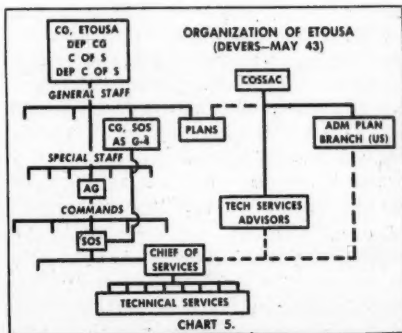 ORGANIZATION OF ETOUSA
(DEVERS—MAY 43)
CG, ETOUSA
DEP CG
C OF S
DEP C OF S
GENERAL STAFF
CG, SOS
AS G-4
PLANS
COSSAC
ADM PLAN
BRANCH (US)
SPECIAL STAFF
AG
TECH SERVICES
ADVISORS
COMMANDS
SOS
CHIEF OF
SERVICES
TECHNICAL SERVICES
CHART 5.